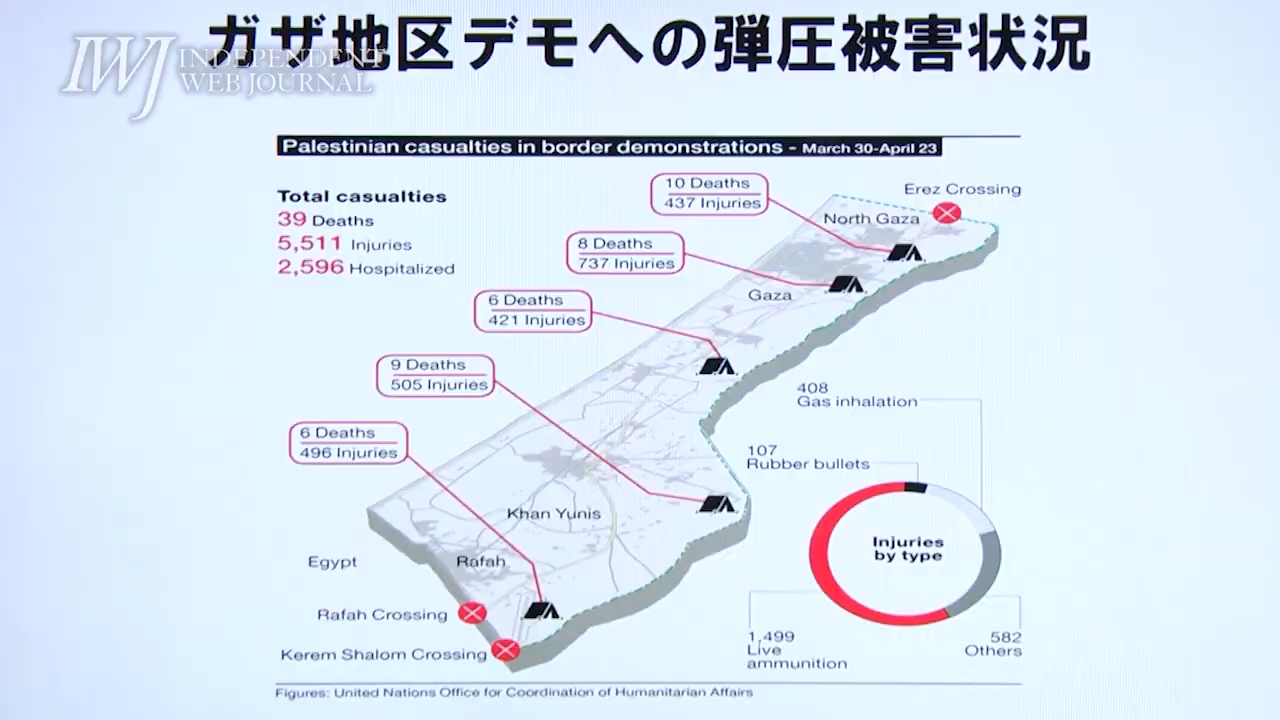 ガザ地区デモへの弾圧被害状況
IWJ INDEPENDENT
WEB JOURNAL
Palestinian casualties in border demonstrations - March 30-April 23
Total casualties
39 Deaths
5,511 Injuries
2,596 Hospitalized
10 Deaths
437 Injuries
Erez Crossing
North Gaza
8 Deaths
737 Injuries
Gaza
6 Deaths
421 Injuries
9 Deaths
505 Injuries
6 Deaths
496 Injuries
408
Gas inhalation
107
Rubber bullets
Injuries
by type
Khan Yunis
Egypt
Rafah
Rafah Crossing
Kerem Shalom Crossing
1,499
Live
ammunition
582
Others
Figures: United Nations Office for Coordination of Humanitarian Affairs